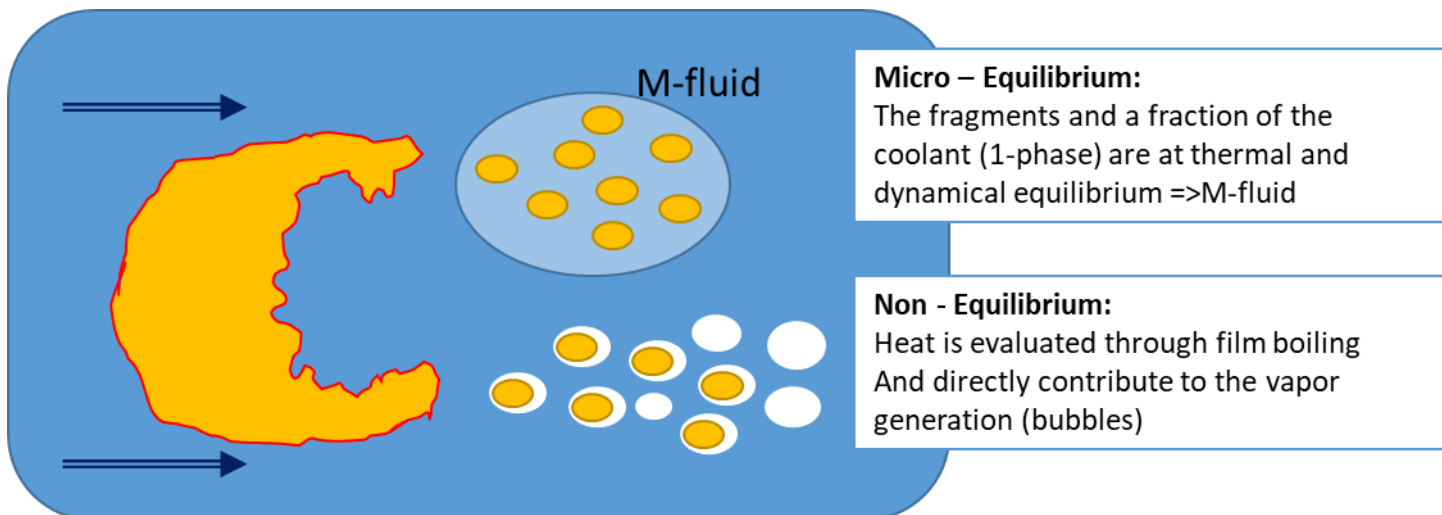 M-fluid
Micro – Equilibrium:
The fragments and a fraction of the
coolant (1-phase) are at thermal and
dynamical equilibrium =>M-fluid
Non - Equilibrium:
Heat is evaluated through film boiling
And directly contribute to the vapor
generation (bubbles)